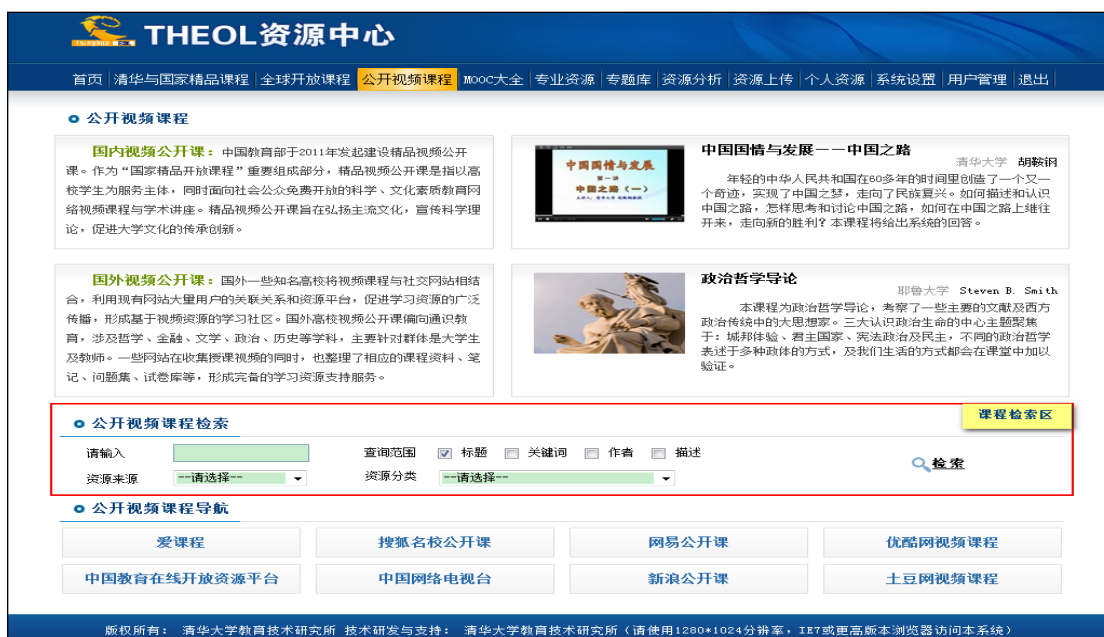 THEOL资源中心
首页 清华与国家精品课程 全球开放课程 公开视频课程 MOOC大全 专业资源 专题库 资源分析 资源上传 个人资源 系统设置 用户管理 退出
公开视频课程
国内视频公开课：中国教育部于2011年发起建设精品视频公开
课。作为“国家精品开放课程”重要组成部分，精品视频公开课是指以高
校学生为服务主体，同时面向社会公众免费开放的科学、文化素质教育网
络视频课程与学术讲座。精品视频公开课旨在弘扬主流文化，宣传科学理
论，促进大学文化的传承创新。
中国国情与发展
第一讲
中国之路（一）
中国国情与发展－－中国之路
清华大学 胡鞍钢
年轻的中华人民共和国在60多年的时间里创造了一个又一
个奇迹，实现了中国之梦，走向了民族复兴。如何描述和认识
中国之路，怎样思考和讨论中国之路，如何在中国之路上继往
开来，走向新的胜利？本课程将给出系统的回答。
国外视频公开课：国外一些知名高校将视频课程与社交网站相结
合，利用现有网站大量用户的关联关系和资源平台，促进学习资源的广泛
传播，形成基于视频资源的学习社区。国外高校视频公开课偏向通识教
育，涉及哲学、金融、文学、政治、历史等学科，主要针对群体是大学生
及教师。一些网站在收集授课视频的同时，也整理了相应的课程资料、笔
记、问题集、试卷库等，形成完备的学习资源支持服务。
政治哲学导论
耶鲁大学 Steven B. Smith
本课程为政治哲学导论，考察了一些主要的文献及西方
政治传统中的大思想家。三大认识政治生命的中心主题聚焦
于：城邦体验、君主国家、宪法政治及民主，不同的政治哲学
表述于多种政体的方式，及我们生活的方式都会在课堂中加以
验证。
课程检索区
公开视频课程检索
请输入 查询范围 标题 关键词 作者 描述
资源来源 --请选择-- 资源分类 --请选择--
检索
公开视频课程导航
爱课程 搜狐名校公开课 网易公开课 优酷网视频课程
中国教育在线开放资源平台 中国网络电视台 新浪公开课 土豆网视频课程
版权所有： 清华大学教育技术研究所 技术研发与支持： 清华大学教育技术研究所（请使用1280*1024分辨率，IE7或更高版本浏览器访问本系统）